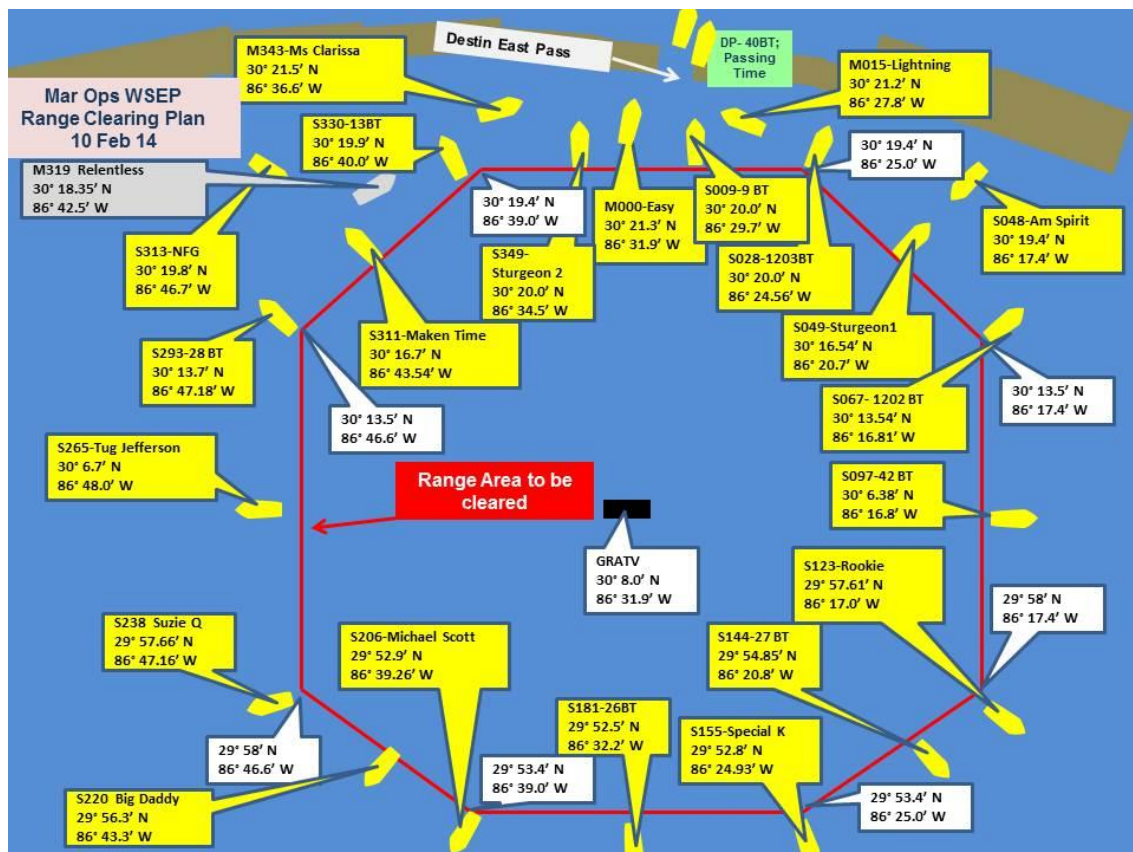 Destin East Pass
DP- 40BT;
Passing
Time
M343-Ms Clarissa
30° 21.5' N
86° 36.6' W
M015-Lightning
30° 21.2' N
86° 27.8' W
Mar Ops WSEP
Range Clearing Plan
10 Feb 14
S330-13BT
30° 19.9' N
86° 40.0' W
30° 19.4' N
86° 25.0' W
M319 Relentless
30° 18.35' N
86° 42.5' W
30° 19.4' N
86° 39.0' W
M000-Easy
30° 21.3' N
86° 31.9' W
S009-9 BT
30° 20.0' N
86° 29.7' W
S048-Am Spirit
30° 19.4' N
86° 17.4' W
S313-NFG
30° 19.8' N
86° 46.7' W
S349-
Sturgeon 2
30° 20.0' N
86° 34.5' W
S028-1203BT
30° 20.0' N
86° 24.56' W
S311-Maken Time
30° 16.7' N
86° 43.54' W
S049-Sturgeon1
30° 16.54' N
86° 20.7' W
S293-28 BT
30° 13.7' N
86° 47.18' W
30° 13.5' N
86° 46.6' W
S067- 1202 BT
30° 13.54' N
86° 16.81' W
30° 13.5' N
86° 17.4' W
S265-Tug Jefferson
30° 6.7' N
86° 48.0' W
Range Area to be
cleared
S097-42 BT
30° 6.38' N
86° 16.8' W
GRATV
30° 8.0' N
86° 31.9' W
S123-Rookie
29° 57.61' N
86° 17.0' W
29° 58' N
86° 17.4' W
S238 Suzie Q
29° 57.66' N
86° 47.16' W
S206-Michael Scott
29° 52.9' N
86° 39.26' W
S144-27 BT
29° 54.85' N
86° 20.8' W
S181-26BT
29° 52.5' N
86° 32.2' W
S155-Special K
29° 52.8' N
86° 24.93' W
29° 58' N
86° 46.6' W
29° 53.4' N
86° 39.0' W
29° 53.4' N
86° 25.0' W
S220 Big Daddy
29° 56.3' N
86° 43.3' W